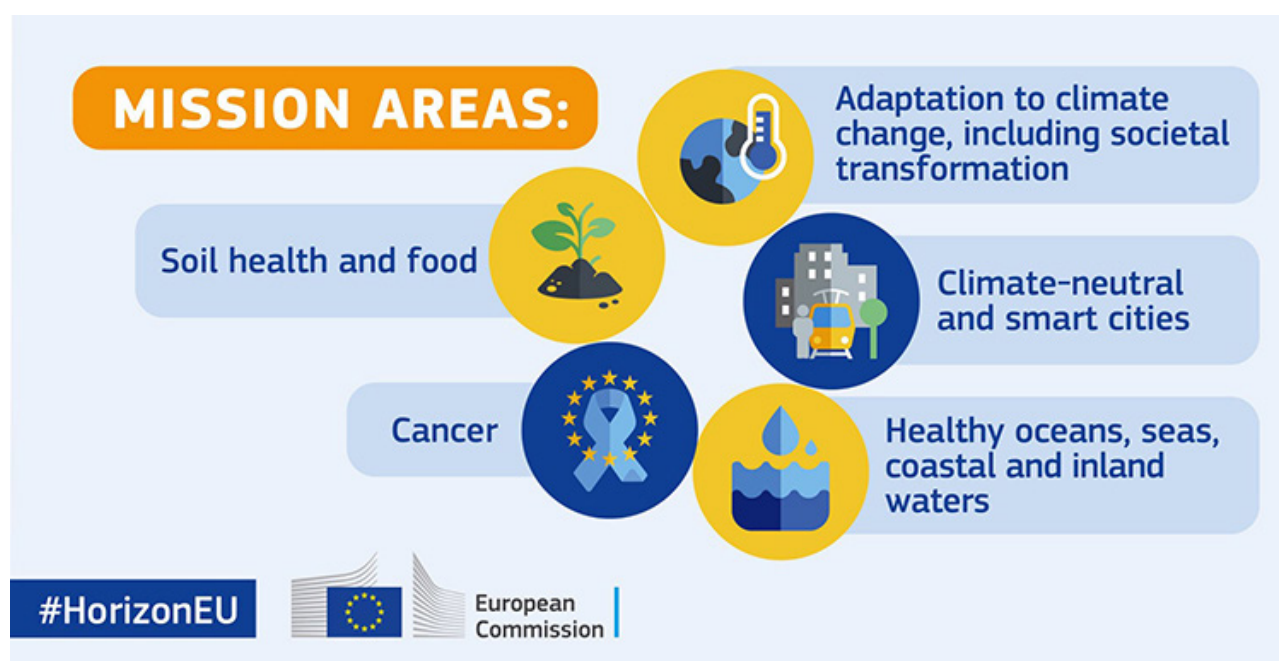 MISSION AREAS:
Adaptation to climate
change, including societal
transformation
Soil health and food
Climate-neutral
and smart cities
Cancer
Healthy oceans, seas,
coastal and inland
waters
#HorizonEU
European
Commission